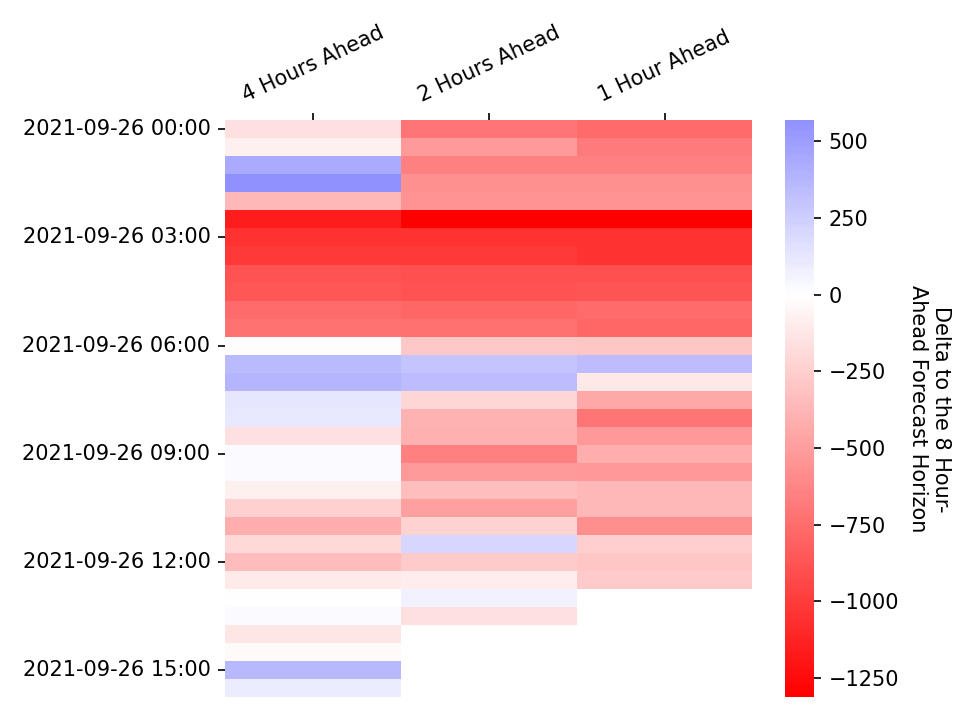 4 Hours Ahead
2 Hours Ahead
1 Hour Ahead
2021-09-26 00:00
2021-09-26 03:00
2021-09-26 06:00
2021-09-26 09:00
2021-09-26 12:00
2021-09-26 15:00
500
250
0
−250
−500
−750
−1000
−1250
Delta to the 8 Hour-
Ahead Forecast Horizon